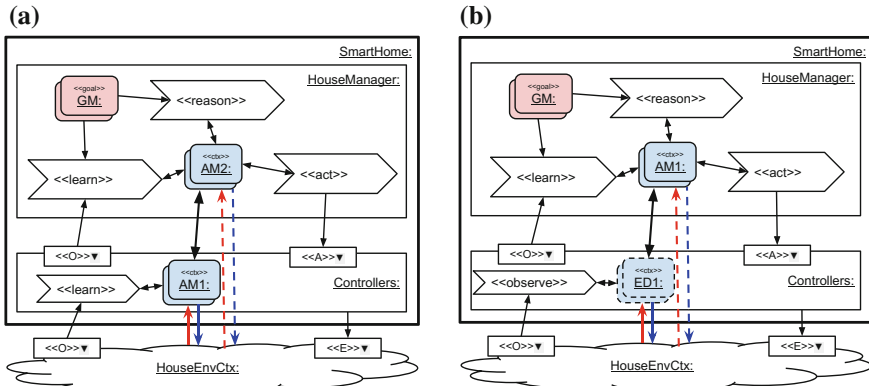 (a)
SmartHome:
HouseManager:
<<goal>>
GM:
<<reason>>
<<ctx>>
AM2:
<<learn>>
<<act>>
<<O>>▼
<<A>>▼
<<ctx>>
AM1:
<<learn>>
Controllers:
<<O>>▼
<<E>>▼
HouseEnvCtx:
(b)
SmartHome:
HouseManager:
<<goal>>
GM:
<<reason>>
<<ctx>>
AM1:
<<learn>>
<<act>>
<<O>>▼
<<A>>▼
<<ctx>>
ED1:
<<observe>>
Controllers:
<<O>>▼
<<E>>▼
HouseEnvCtx: